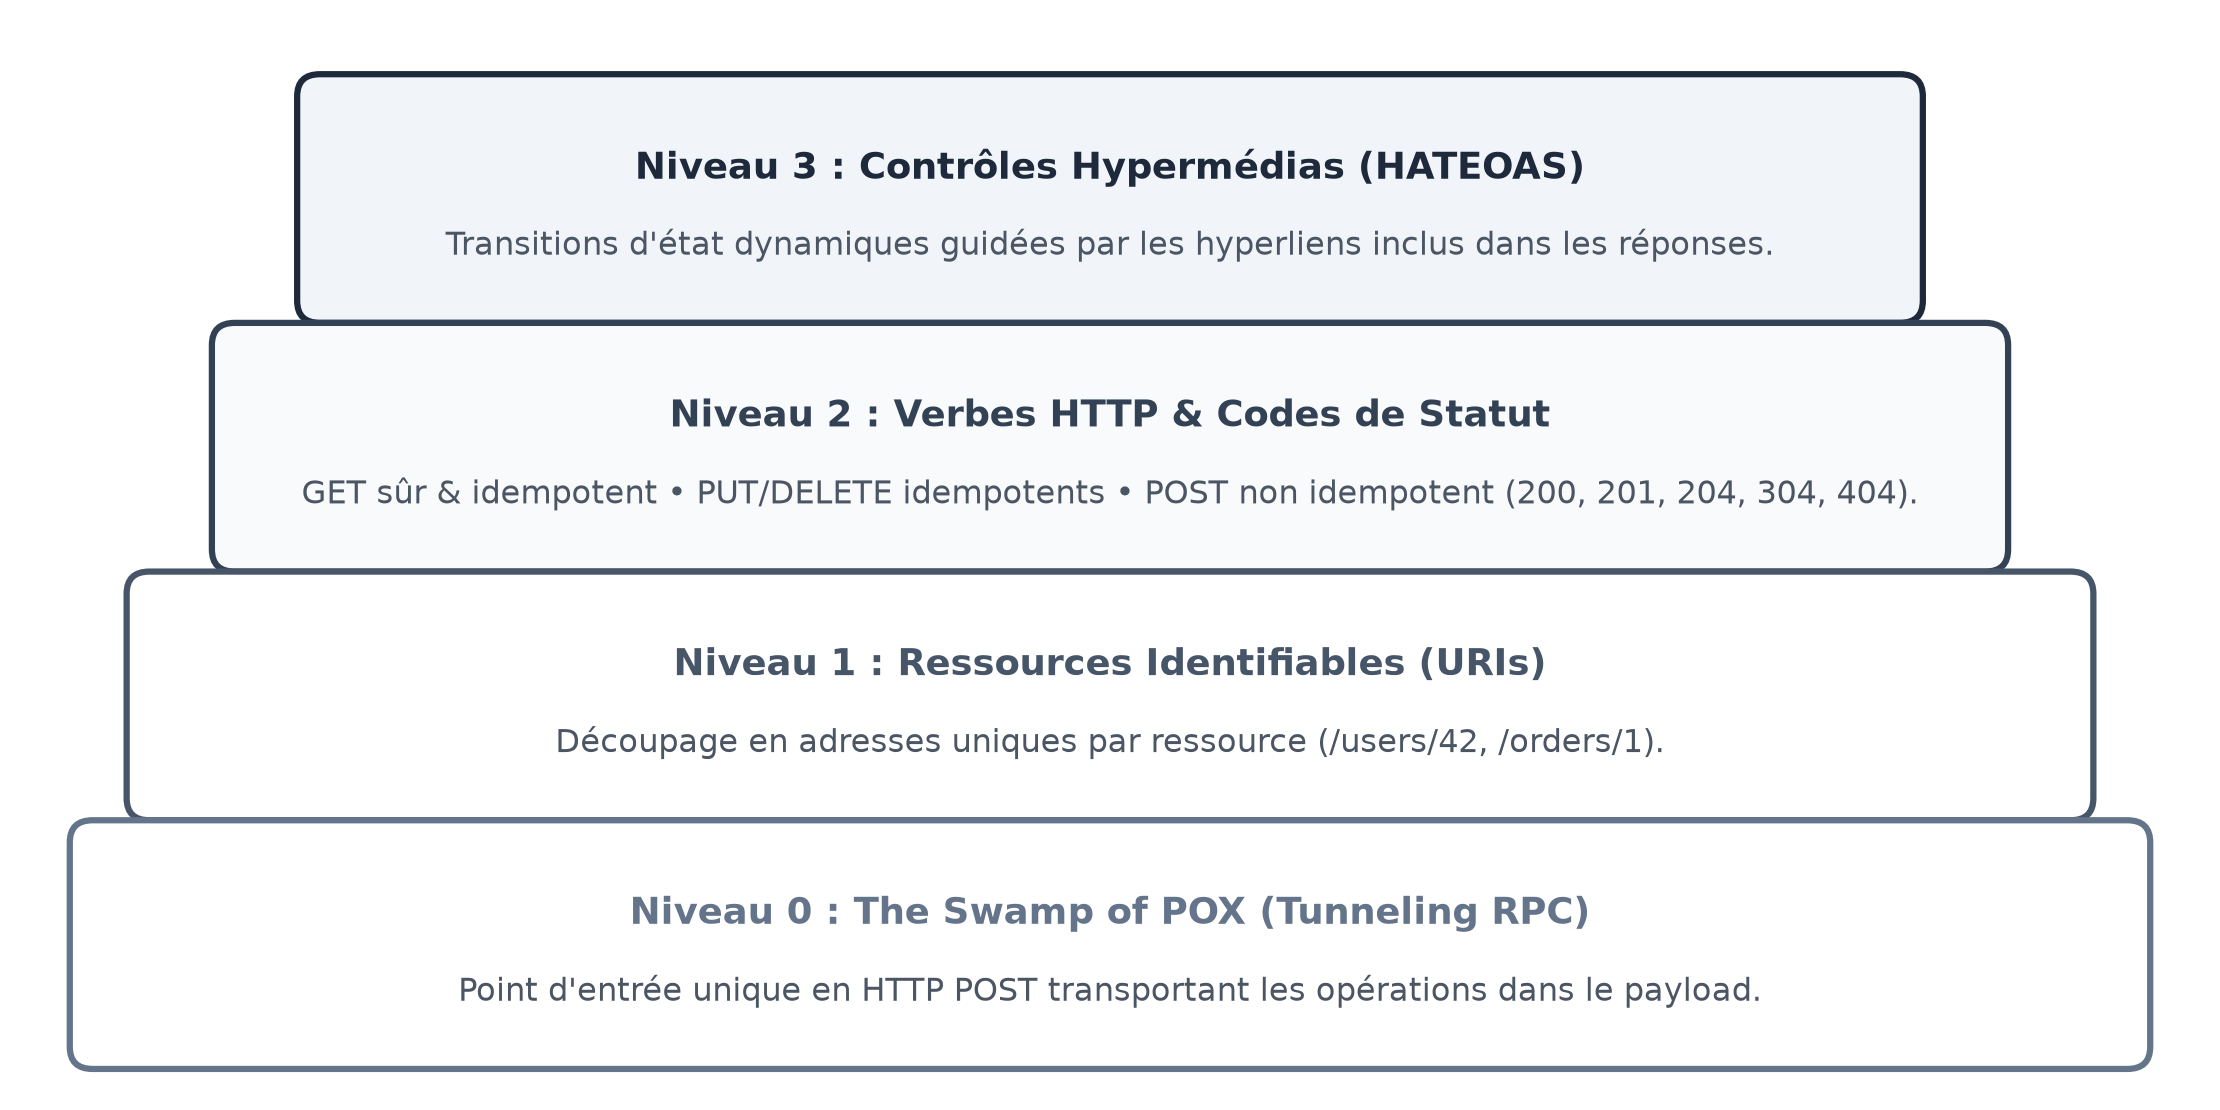 Niveau 3 : Contrôles Hypermédias (HATEOAS)
Transitions d'état dynamiques guidées par les hyperliens inclus dans les réponses.
Niveau 2 : Verbes HTTP & Codes de Statut
GET sûr & idempotent • PUT/DELETE idempotents • POST non idempotent (200, 201, 204, 304, 404).
Niveau 1 : Ressources Identifiables (URIs)
Découpage en adresses uniques par ressource (/users/42, /orders/1).
Niveau 0 : The Swamp of POX (Tunneling RPC)
Point d'entrée unique en HTTP POST transportant les opérations dans le payload.